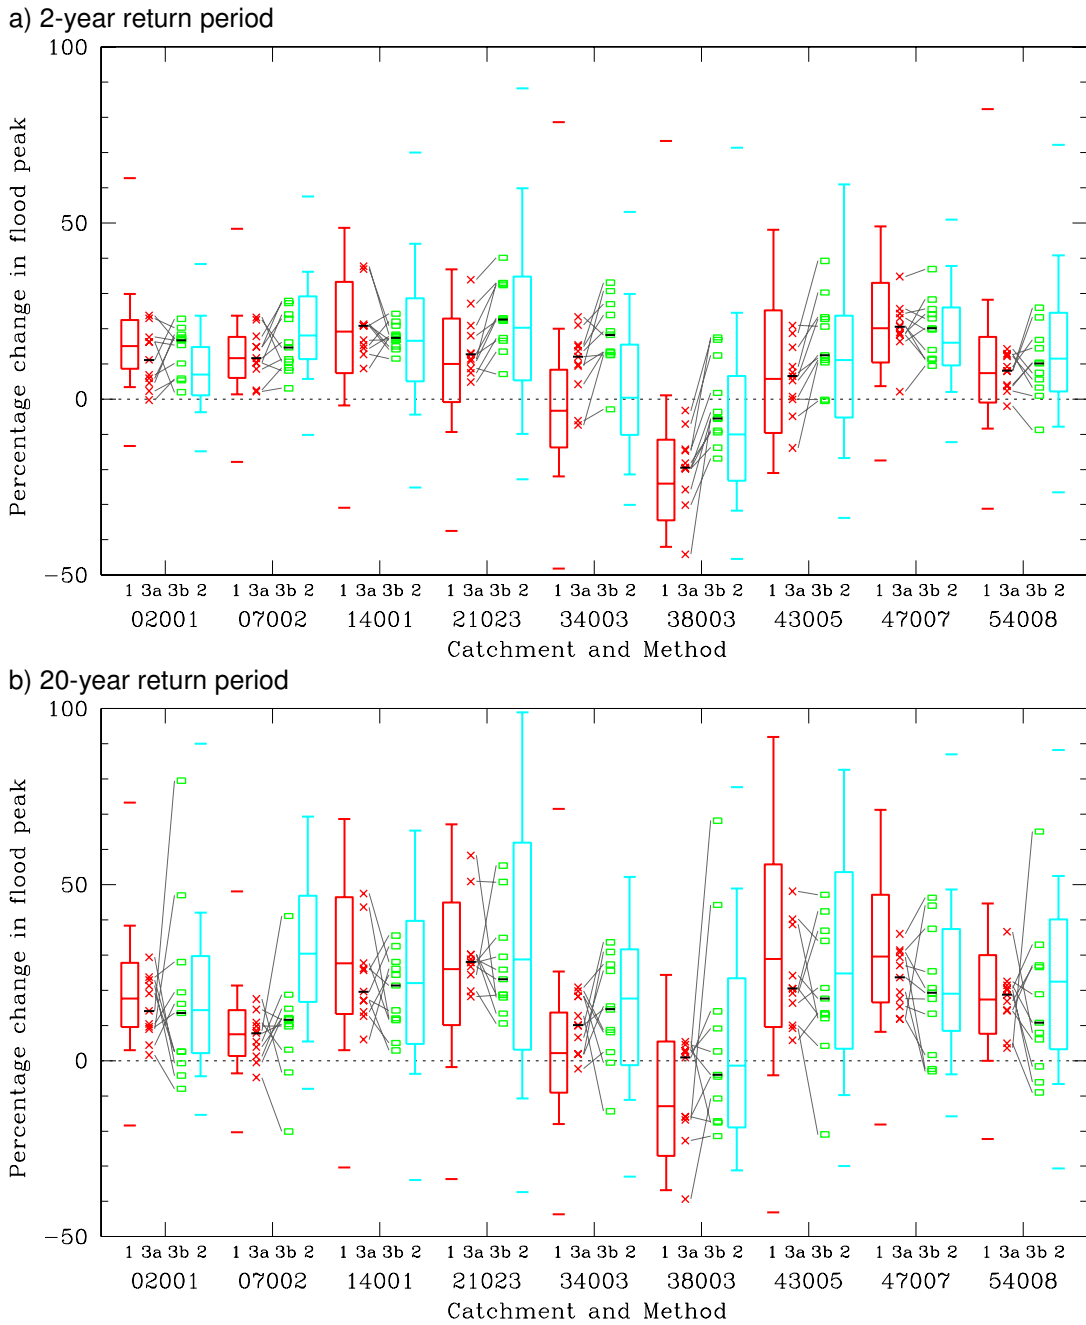 a) 2-year return period
100
50
0
−50
Percentage change in flood peak
1 3a 3b 2 1 3a 3b 2 1 3a 3b 2 1 3a 3b 2 1 3a 3b 2 1 3a 3b 2 1 3a 3b 2 1 3a 3b 2 1 3a 3b 2
02001 07002 14001 21023 34003 38003 43005 47007 54008
Catchment and Method
b) 20-year return period
100
50
0
−50
Percentage change in flood peak
1 3a 3b 2 1 3a 3b 2 1 3a 3b 2 1 3a 3b 2 1 3a 3b 2 1 3a 3b 2 1 3a 3b 2 1 3a 3b 2 1 3a 3b 2
02001 07002 14001 21023 34003 38003 43005 47007 54008
Catchment and Method